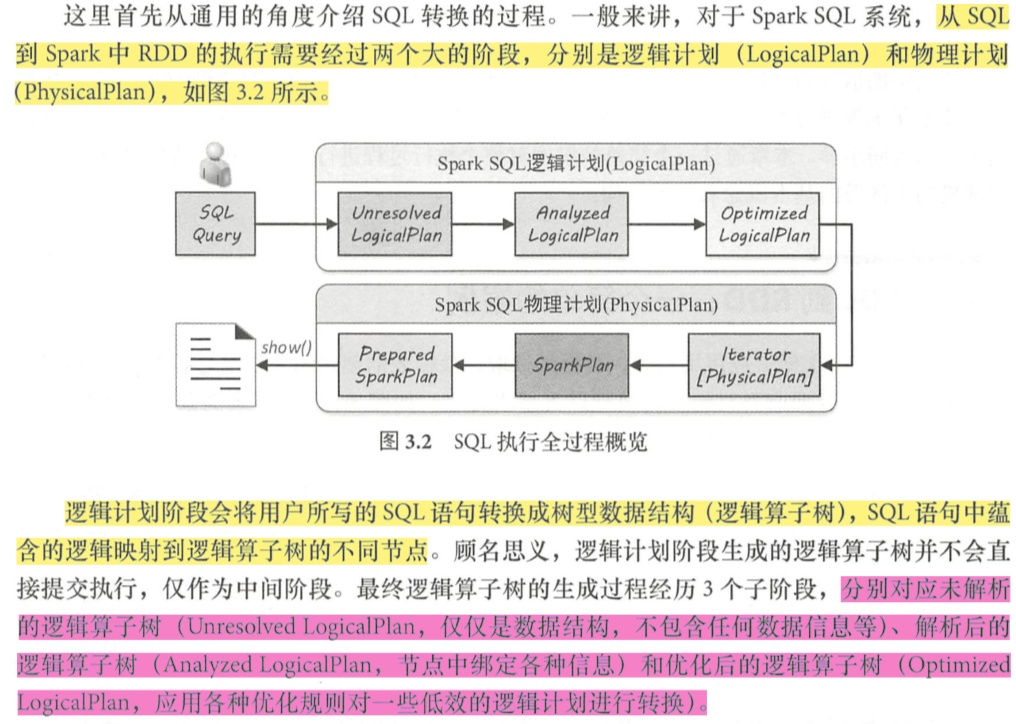 这里首先从通用的角度介绍 SQL 转换的过程。一般来讲，对于 Spark SQL 系统，从 SQL
到 Spark 中 RDD 的执行需要经过两个大的阶段，分别是逻辑计划（LogicalPlan）和物理计划
(PhysicalPlan)，如图 3.2 所示。
Spark SQL逻辑计划(LogicalPlan)
SQL
Query
Unresolved
LogicalPlan
Analyzed
LogicalPlan
Optimized
LogicalPlan
Spark SQL物理计划(PhysicalPlan)
show()
Prepared
SparkPlan
SparkPlan
Iterator
[PhysicalPlan]
图 3.2 SQL 执行全过程概览
逻辑计划阶段会将用户所写的 SQL 语句转换成树型数据结构（逻辑算子树），SQL 语句中蕴
含的逻辑映射到逻辑算子树的不同节点。顾名思义，逻辑计划阶段生成的逻辑算子树并不会直
接提交执行，仅作为中间阶段。最终逻辑算子树的生成过程经历 3 个子阶段，分别对应未解析
的逻辑算子树（Unresolved LogicalPlan，仅仅是数据结构，不包含任何数据信息等）、解析后的
逻辑算子树（Analyzed LogicalPlan，节点中绑定各种信息）和优化后的逻辑算子树（Optimized
LogicalPlan，应用各种优化规则对一些低效的逻辑计划进行转换）。